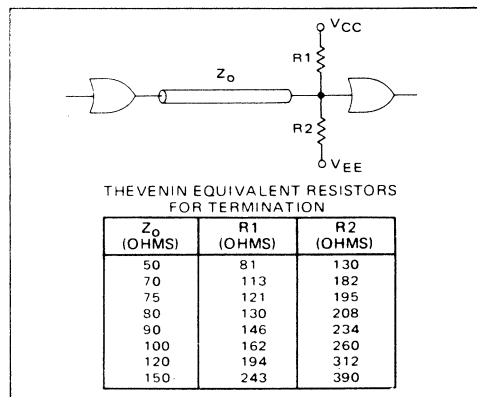 VCC
R1
Zo
R2
VEE
THEVENIN EQUIVALENT RESISTORS
FOR TERMINATION
Zo R1 R2
(OHMS) (OHMS) (OHMS)
50 81 130
70 113 182
75 121 195
80 130 208
90 146 234
100 162 260
120 194 312
150 243 390